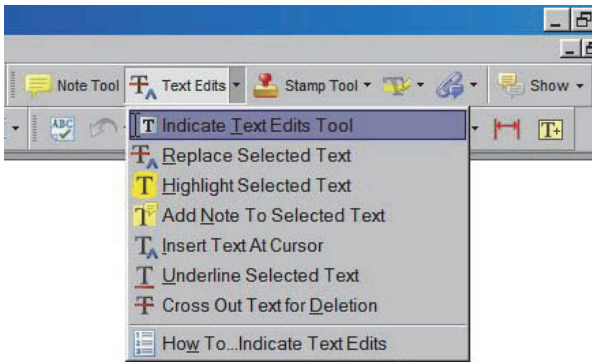 Note Tool Text Edits Stamp Tool Show
ABC T Indicate Text Edits Tool T+
Replace Selected Text
Highlight Selected Text
Add Note To Selected Text
Insert Text At Cursor
Underline Selected Text
Cross Out Text for Deletion
How To...Indicate Text Edits